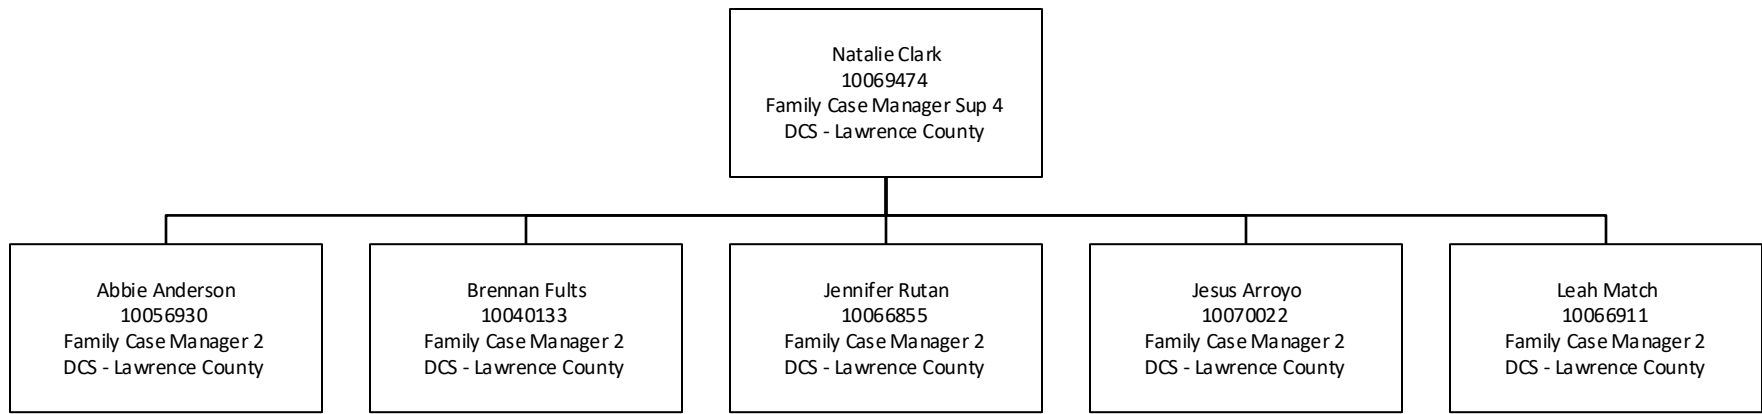 Natalie Clark
10069474
Family Case Manager Sup 4
DCS - Lawrence County
Abbie Anderson
10056930
Family Case Manager 2
DCS - Lawrence County
Brennan Fults
10040133
Family Case Manager 2
DCS - Lawrence County
Jennifer Rutan
10066855
Family Case Manager 2
DCS - Lawrence County
Jesus Arroyo
10070022
Family Case Manager 2
DCS - Lawrence County
Leah Match
10066911
Family Case Manager 2
DCS - Lawrence County